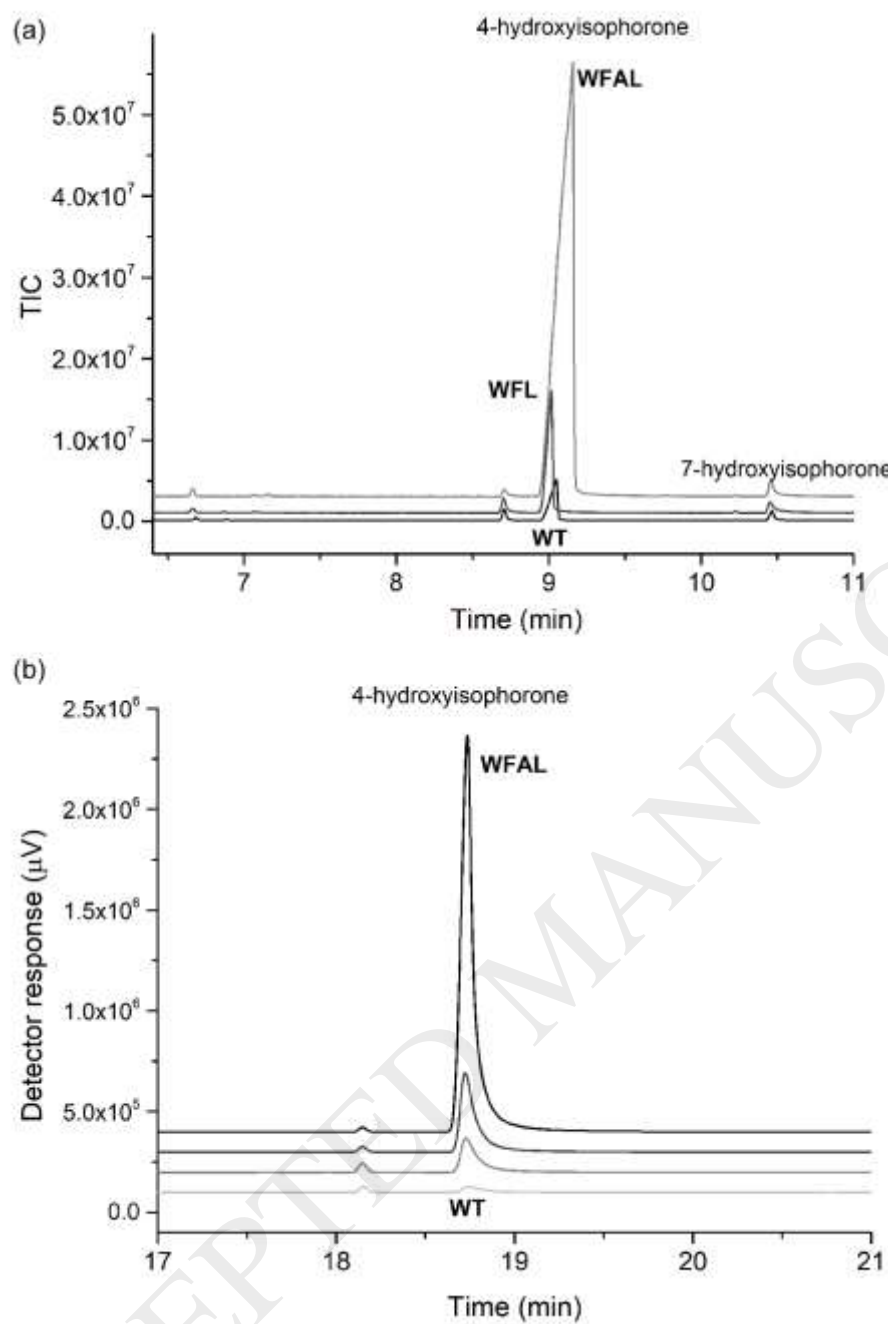 (a)
4-hydroxyisophorone
WFAL
5.0x10⁷
4.0x10⁷
3.0x10⁷
2.0x10⁷
1.0x10⁷
0.0
TIC
WFL
7-hydroxyisophorone
WT
7 8 9 10 11
Time (min)
(b)
4-hydroxyisophorone
WFAL
2.5x10⁶
2.0x10⁶
1.5x10⁶
1.0x10⁶
5.0x10⁵
0.0
Detector response (μV)
WT
17 18 19 20 21
Time (min)
EPTED MANUSC